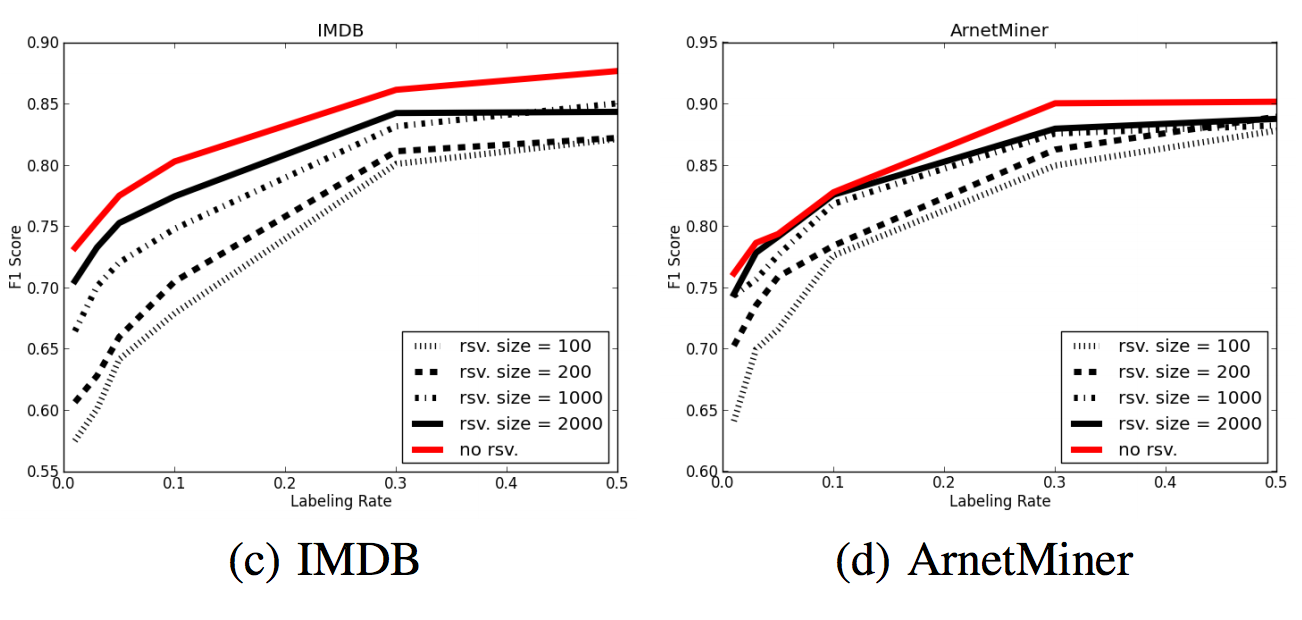 IMDB
0.90
0.85
0.80
0.75
0.70
0.65
0.60
0.55
F1 Score
rsv. size = 100
rsv. size = 200
rsv. size = 1000
rsv. size = 2000
no rsv.
0.0 0.1 0.2 0.3 0.4 0.5
Labeling Rate
(c) IMDB
ArnetMiner
0.95
0.90
0.85
0.80
0.75
0.70
0.65
0.60
F1 Score
rsv. size = 100
rsv. size = 200
rsv. size = 1000
rsv. size = 2000
no rsv.
0.0 0.1 0.2 0.3 0.4 0.5
Labeling Rate
(d) ArnetMiner